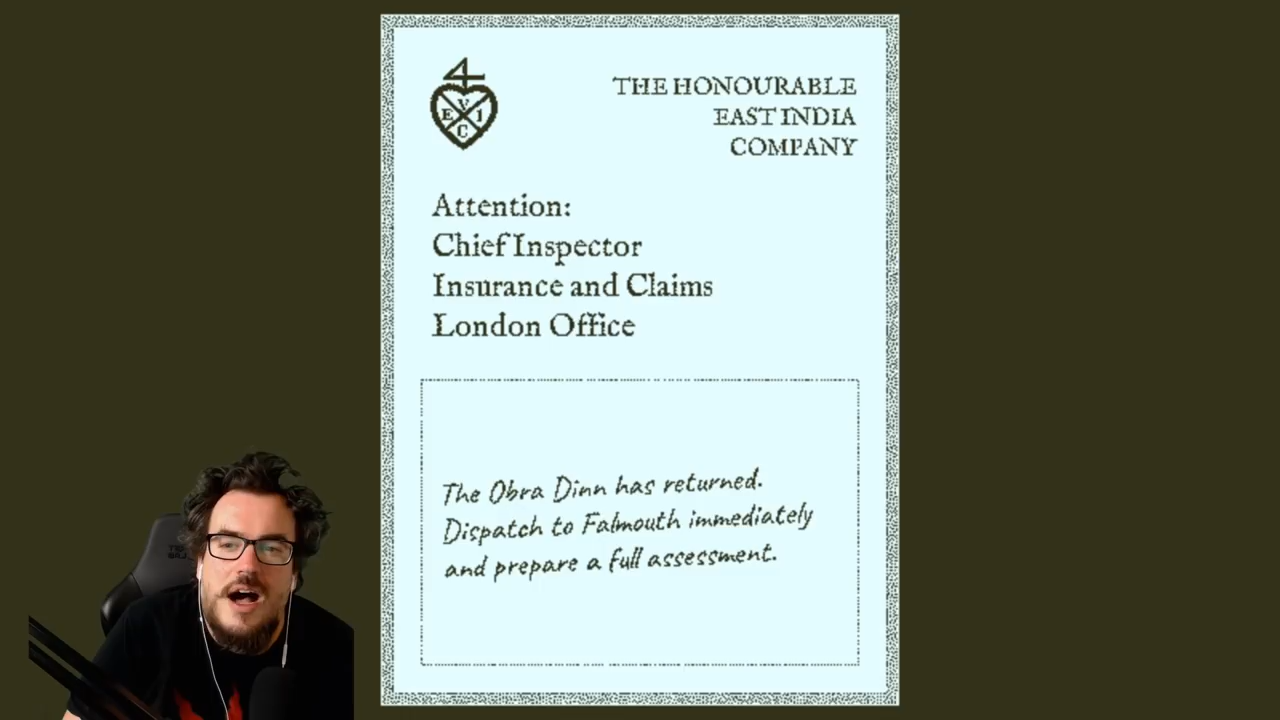 V
E I
C
THE HONOURABLE
EAST INDIA
COMPANY
Attention:
Chief Inspector
Insurance and Claims
London Office
The Obra Dinn has returned.
Dispatch to Falmouth immediately
and prepare a full assessment.